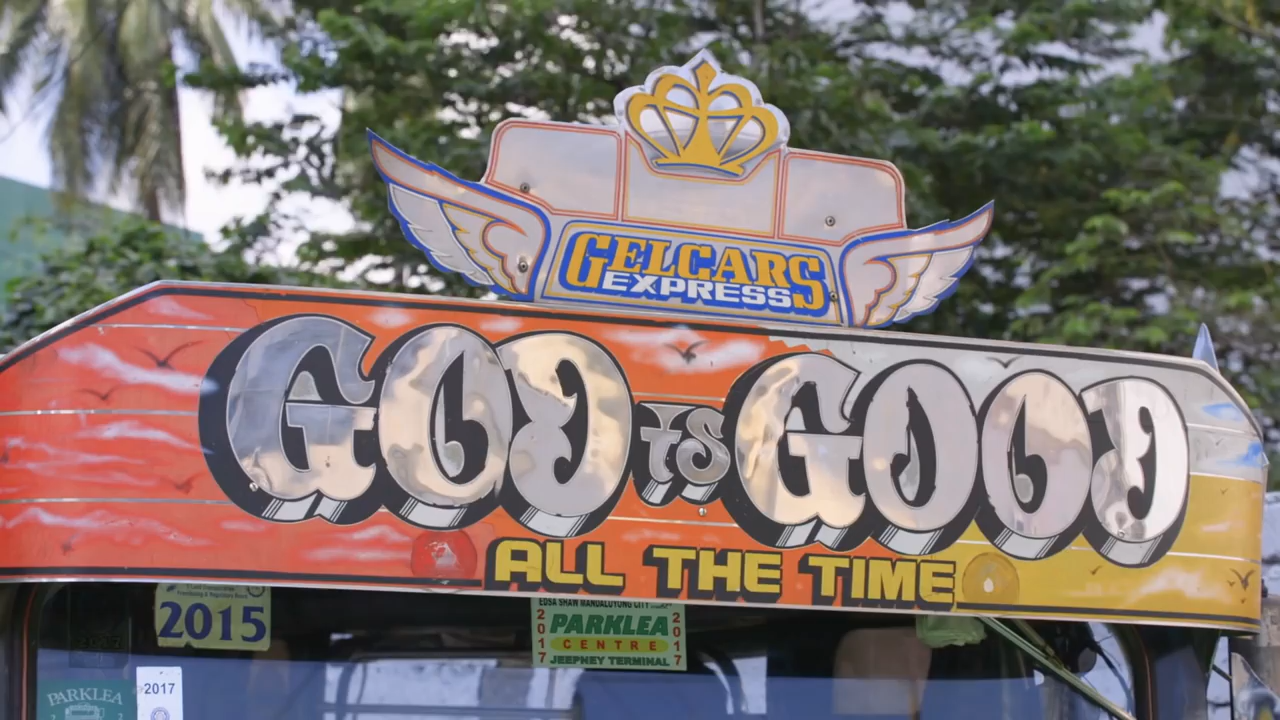 GELCARS
EXPRESS
GOD is GOOD
ALL THE TIME
2015
EDSA SHAW MANDALUYONG CITY
2017 PARKLEA 2017
CENTRE
JEEPNEY TERMINAL
PARKLEA
2017